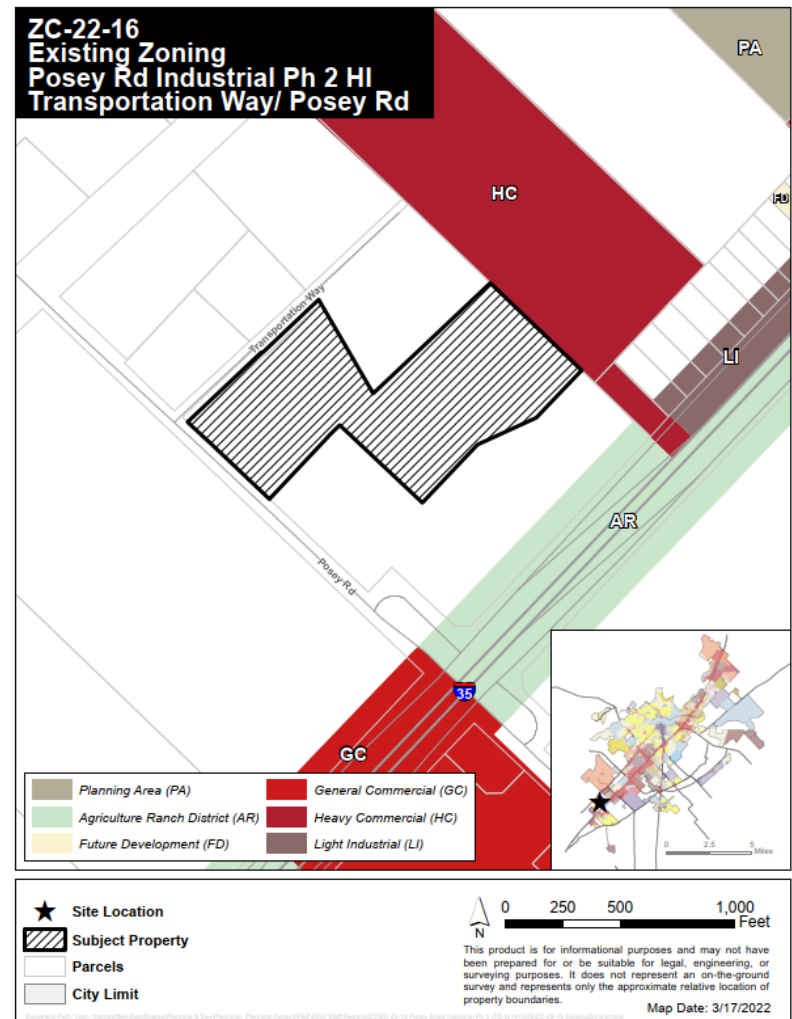 ZC-22-16
Existing Zoning
Posey Rd Industrial Ph 2 HI
Transportation Way/ Posey Rd
PA
HC
FD
Transportation Way
LI
AR
Posey Rd
35
GC
Planning Area (PA)
General Commercial (GC)
Agriculture Ranch District (AR)
Heavy Commercial (HC)
Future Development (FD)
Light Industrial (LI)
0 2.5 5
Miles
Site Location
Subject Property
Parcels
City Limit
N
0 250 500 1,000
Feet
This product is for informational purposes and may not have
been prepared for or be suitable for legal, engineering, or
surveying purposes. It does not represent an on-the-ground
survey and represents only the approximate relative location of
property boundaries.
Map Date: 3/17/2022